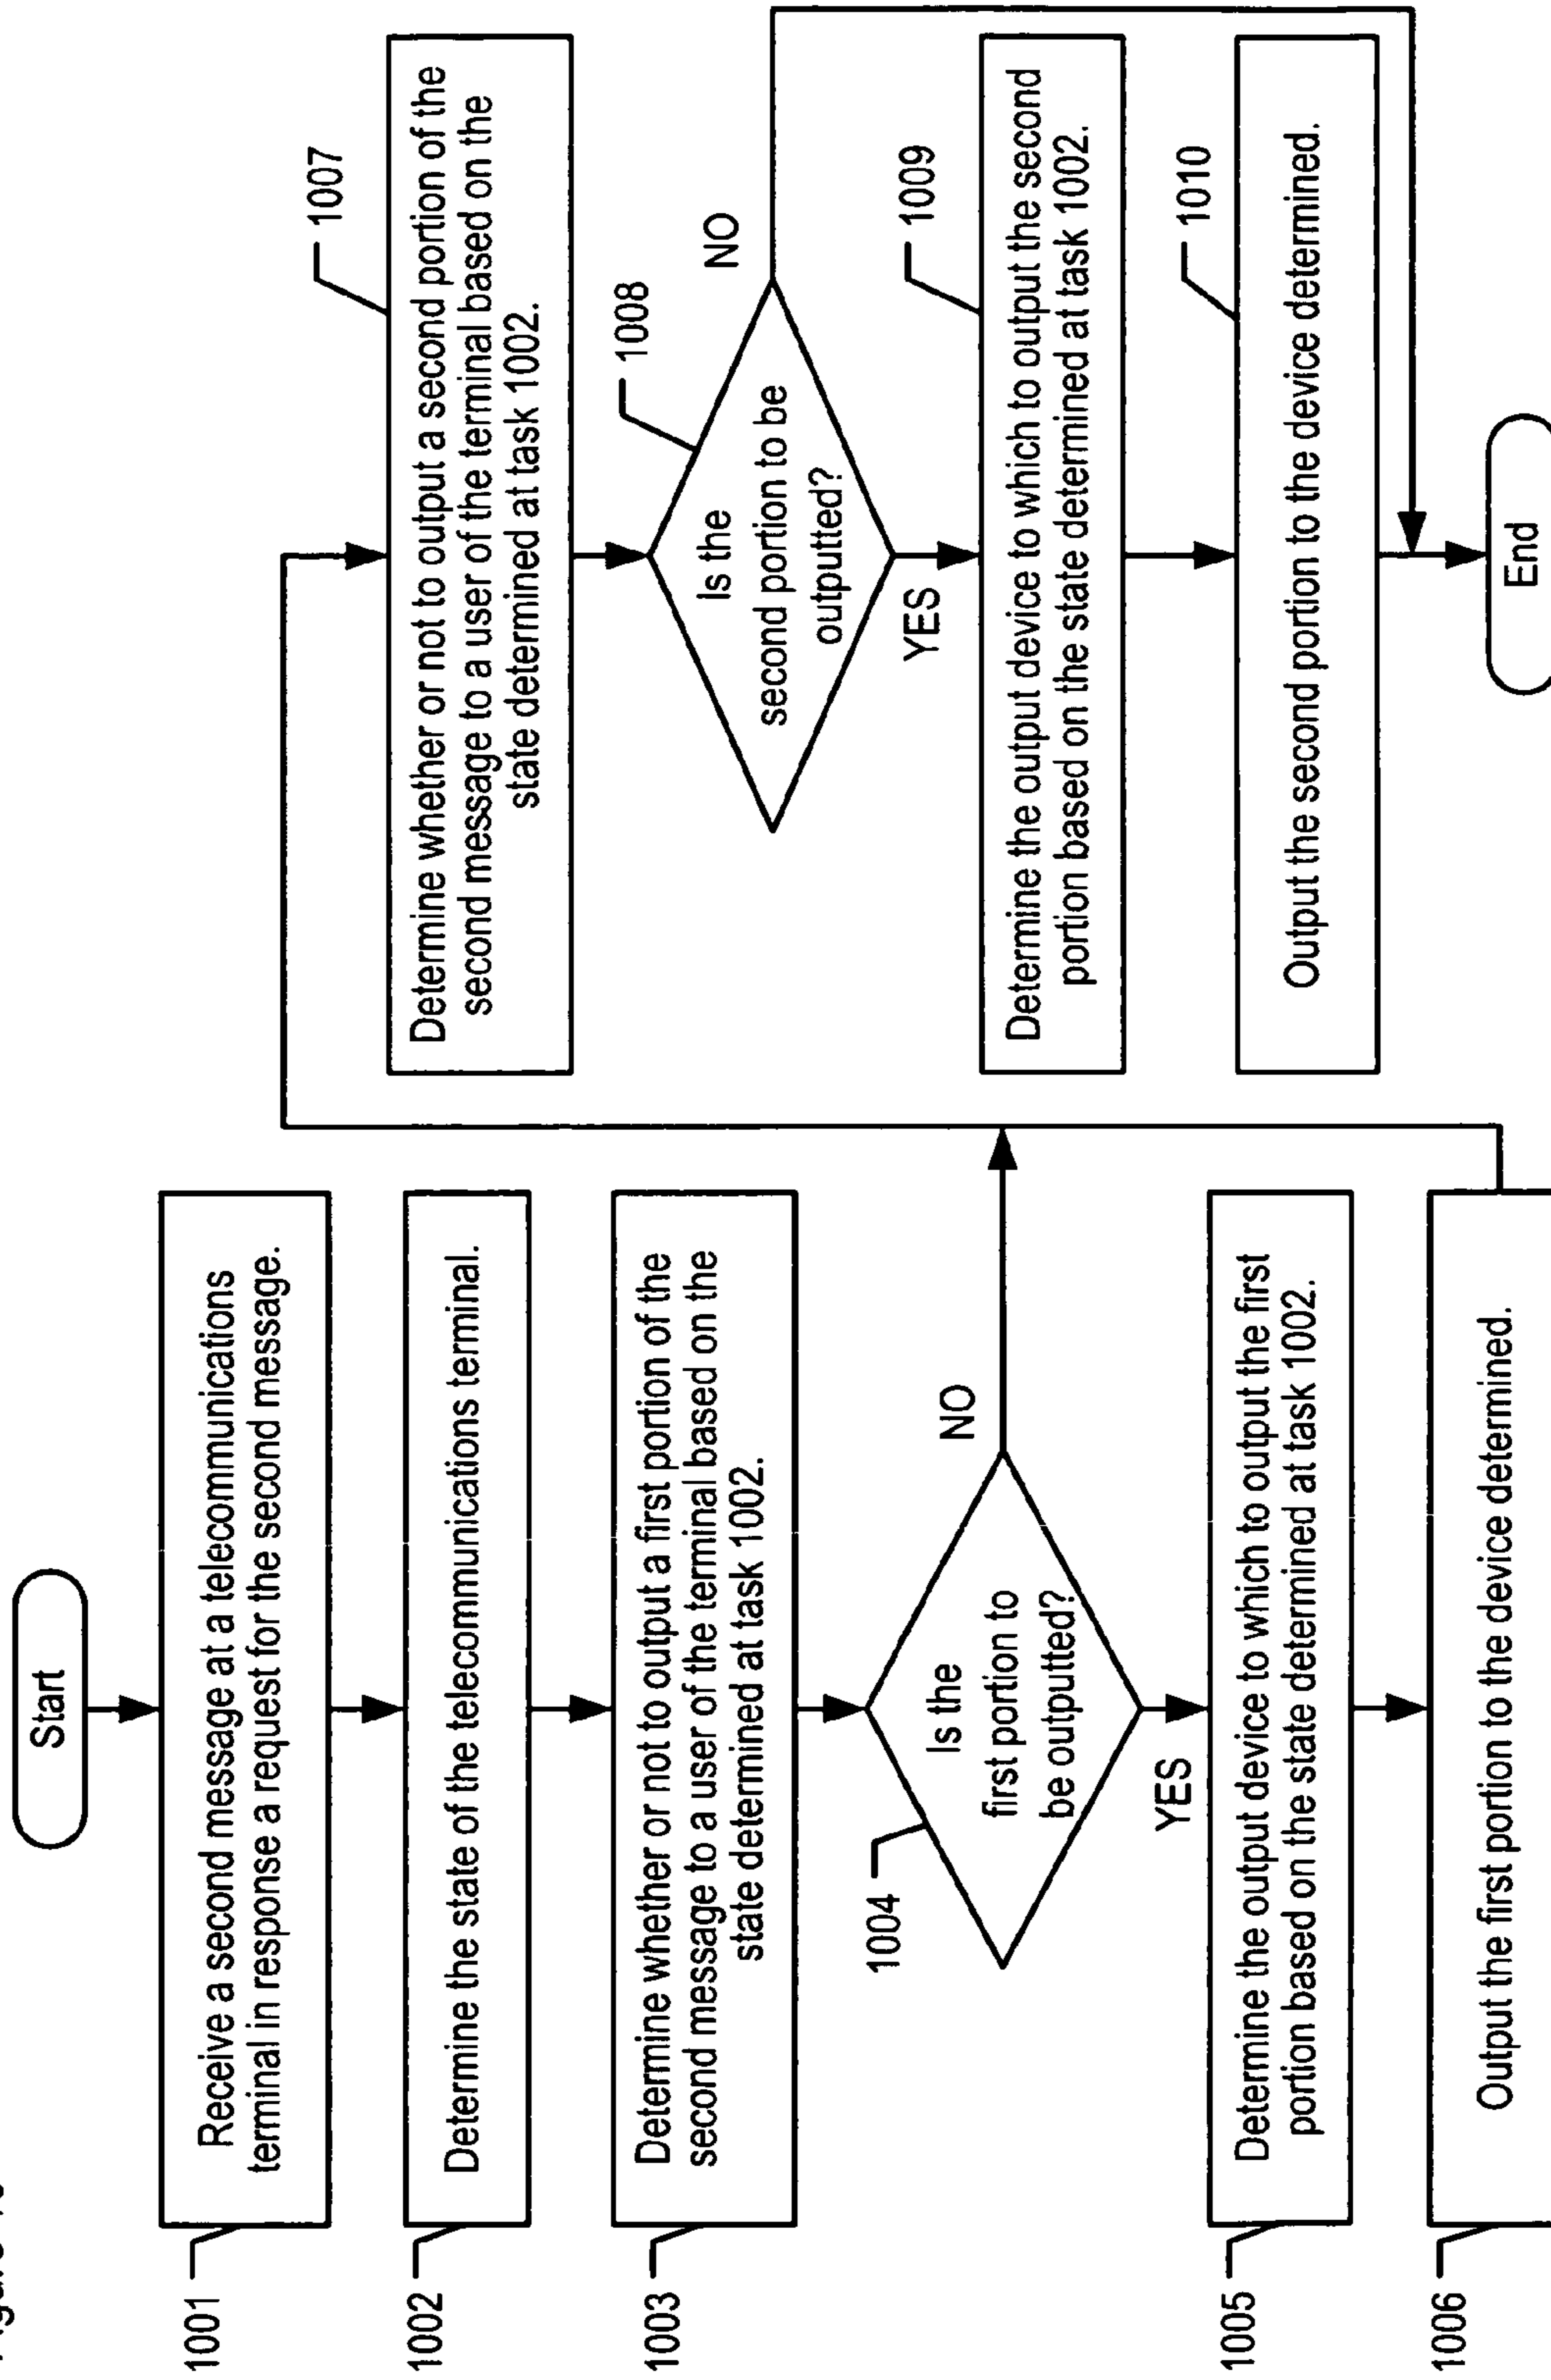 Start
1001
Receive a second message at a telecommunications
terminal in response a request for the second message.
1002
Determine the state of the telecommunications terminal.
1003
Determine whether or not to output a first portion of the
second message to a user of the terminal based on the
state determined at task 1002.
1004
Is the
first portion to
be outputted?
NO
YES
1005
Determine the output device to which to output the first
portion based on the state determined at task 1002.
1006
Output the first portion to the device determined.
1007
Determine whether or not to output a second portion of the
second message to a user of the terminal based on the
state determined at task 1002.
1008
Is the
second portion to be
outputted?
NO
YES
1009
Determine the output device to which to output the second
portion based on the state determined at task 1002.
1010
Output the second portion to the device determined.
End